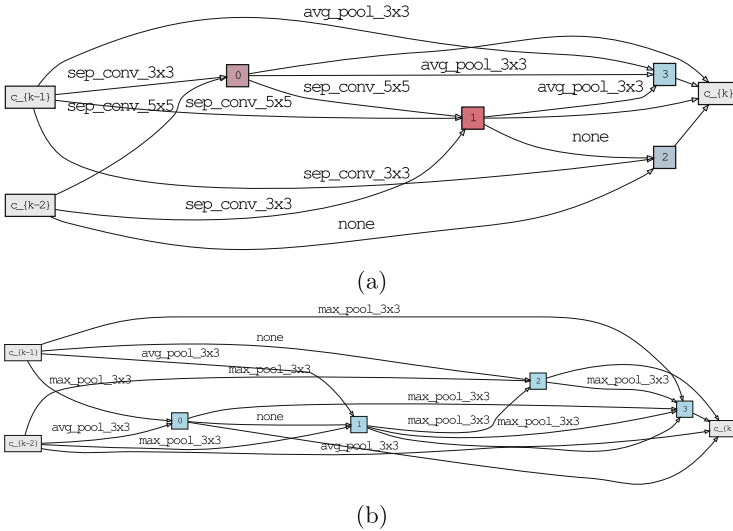 avg_pool_3x3
sep_conv_3x3
0
avg_pool_3x3
3
c_{k-1}
sep_conv_5x5
sep_conv_5x5
sep_conv_5x5
avg_pool_3x3
c_{k}
1
none
2
sep_conv_3x3
c_{k-2}
sep_conv_3x3
none
(a)
max_pool_3x3
none
c_{k-1}
avg_pool_3x3
max_pool_3x3
max_pool_3x3
2
max_pool_3x3
max_pool_3x3
3
0
none
1
max_pool_3x3
max_pool_3x3
avg_pool_3x3
c_{k
c_{k-2}
max_pool_3x3
avg_pool_3x3
(b)